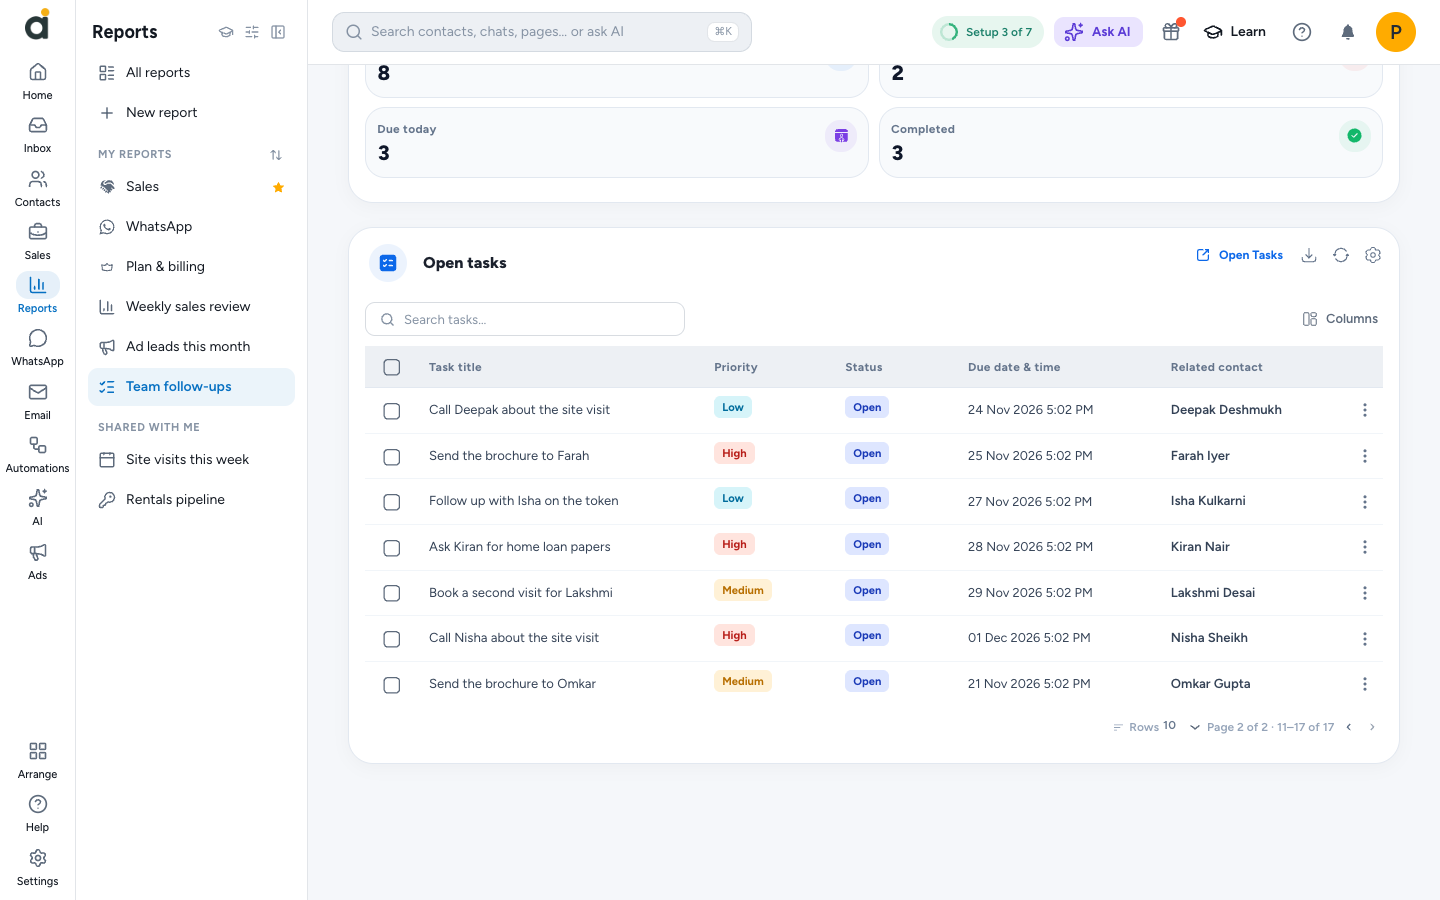 Reports
Search contacts, chats, pages... or ask AI
⌘K
Setup 3 of 7
Ask AI
Learn
P
Home
Inbox
Contacts
Sales
Reports
WhatsApp
Email
Automations
AI
Ads
Arrange
Help
Settings
All reports
New report
MY REPORTS
Sales
WhatsApp
Plan & billing
Weekly sales review
Ad leads this month
Team follow-ups
SHARED WITH ME
Site visits this week
Rentals pipeline
8
2
Due today
3
Completed
3
Open tasks
Open Tasks
Search tasks...
Columns
Task title Priority Status Due date & time Related contact
Call Deepak about the site visit Low Open 24 Nov 2026 5:02 PM Deepak Deshmukh
Send the brochure to Farah High Open 25 Nov 2026 5:02 PM Farah Iyer
Follow up with Isha on the token Low Open 27 Nov 2026 5:02 PM Isha Kulkarni
Ask Kiran for home loan papers High Open 28 Nov 2026 5:02 PM Kiran Nair
Book a second visit for Lakshmi Medium Open 29 Nov 2026 5:02 PM Lakshmi Desai
Call Nisha about the site visit High Open 01 Dec 2026 5:02 PM Nisha Sheikh
Send the brochure to Omkar Medium Open 21 Nov 2026 5:02 PM Omkar Gupta
Rows 10 Page 2 of 2 · 11–17 of 17